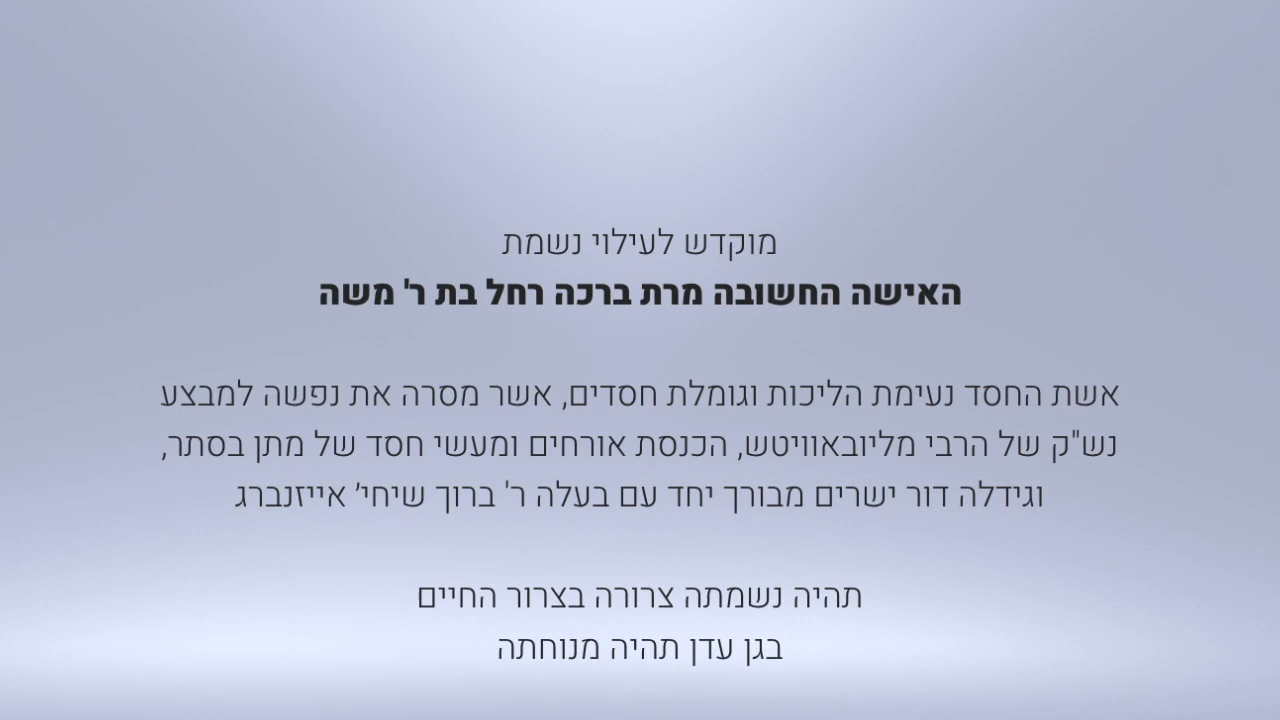 מוקדש לעילוי נשמת
האישה החשובה מרת ברכה רחל בת ר' משה
אשת החסד נעימת הליכות וגומלת חסדים, אשר מסרה את נפשה למבצע
נש"ק של הרבי מליובאוויטש, הכנסת אורחים ומעשי חסד של מתן בסתר,
וגידלה דור ישרים מבורך יחד עם בעלה ר' ברוך שיחי׳ אייזנברג
תהיה נשמתה צרורה בצרור החיים
בגן עדן תהיה מנוחתה